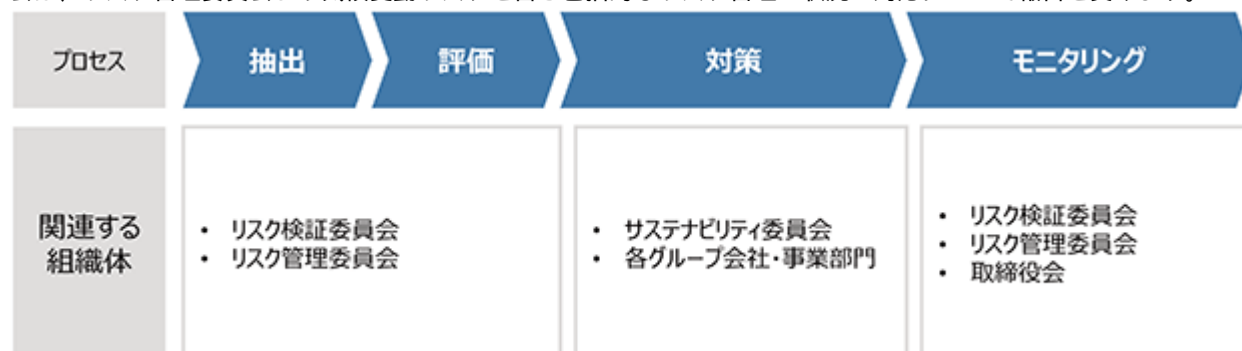 プロセス
抽出
評価
対策
モニタリング
関連する
組織体
• リスク検証委員会
• リスク管理委員会
• サステナビリティ委員会
• 各グループ会社・事業部門
• リスク検証委員会
• リスク管理委員会
• 取締役会